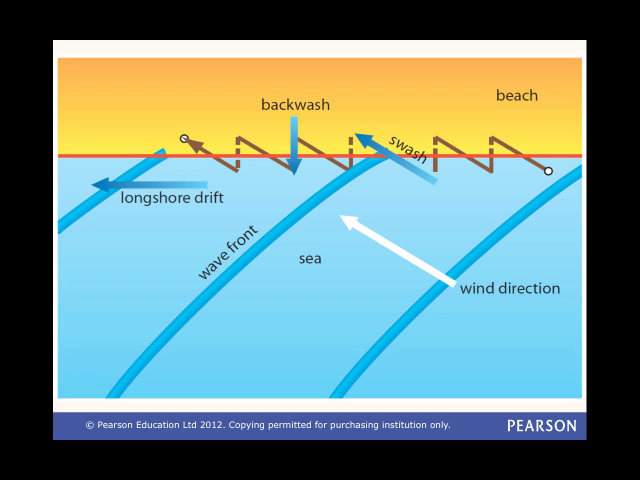 backwash
beach
swash
longshore drift
wave front
sea
wind direction
© Pearson Education Ltd 2012. Copying permitted for purchasing institution only.
PEARSON